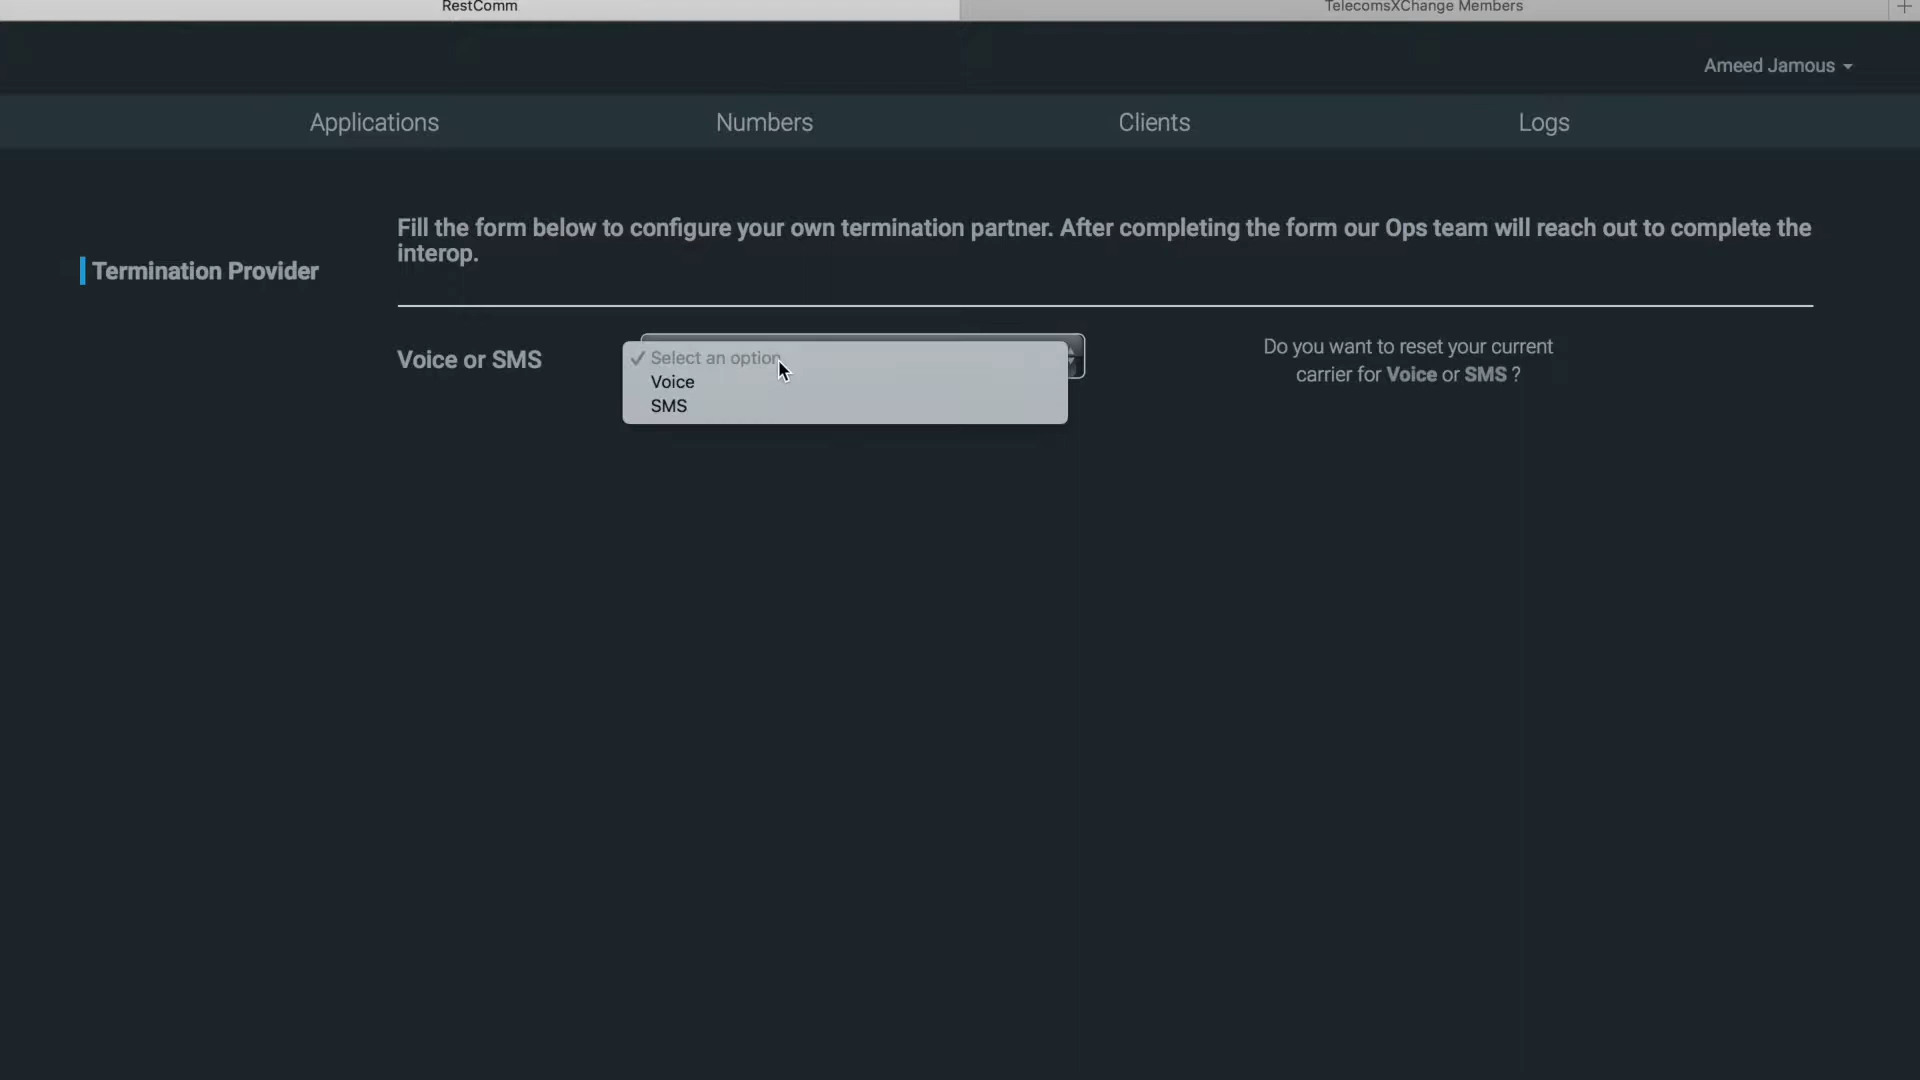 RestComm
TelecomsXChange Members
Ameed Jamous
Applications
Numbers
Clients
Logs
Fill the form below to configure your own termination partner. After completing the form our Ops team will reach out to complete the
interop.
Termination Provider
Voice or SMS
Select an option
Voice
SMS
Do you want to reset your current
carrier for Voice or SMS ?